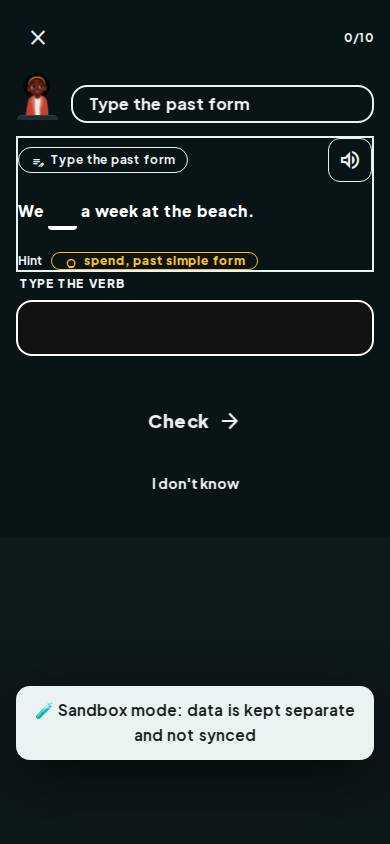 0/10
Type the past form
Type the past form
We ___ a week at the beach.
Hint spend, past simple form
TYPE THE VERB
Check →
I don't know
🧪 Sandbox mode: data is kept separate
and not synced